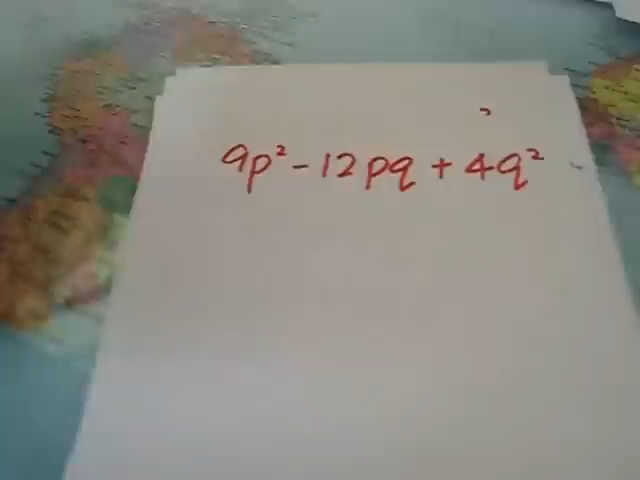 9p² - 12pq + 4q²